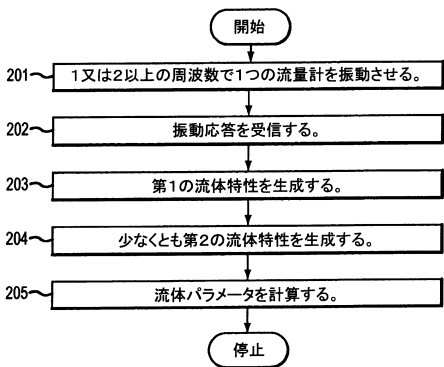 開始
201
1又は2以上の周波数で1つの流量計を振動させる。
202
振動応答を受信する。
203
第1の流体特性を生成する。
204
少なくとも第2の流体特性を生成する。
205
流体パラメータを計算する。
停止